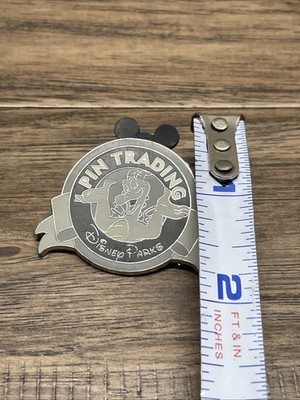 PIN TRADING
Disney Parks
1
2
FT & IN
INCHES